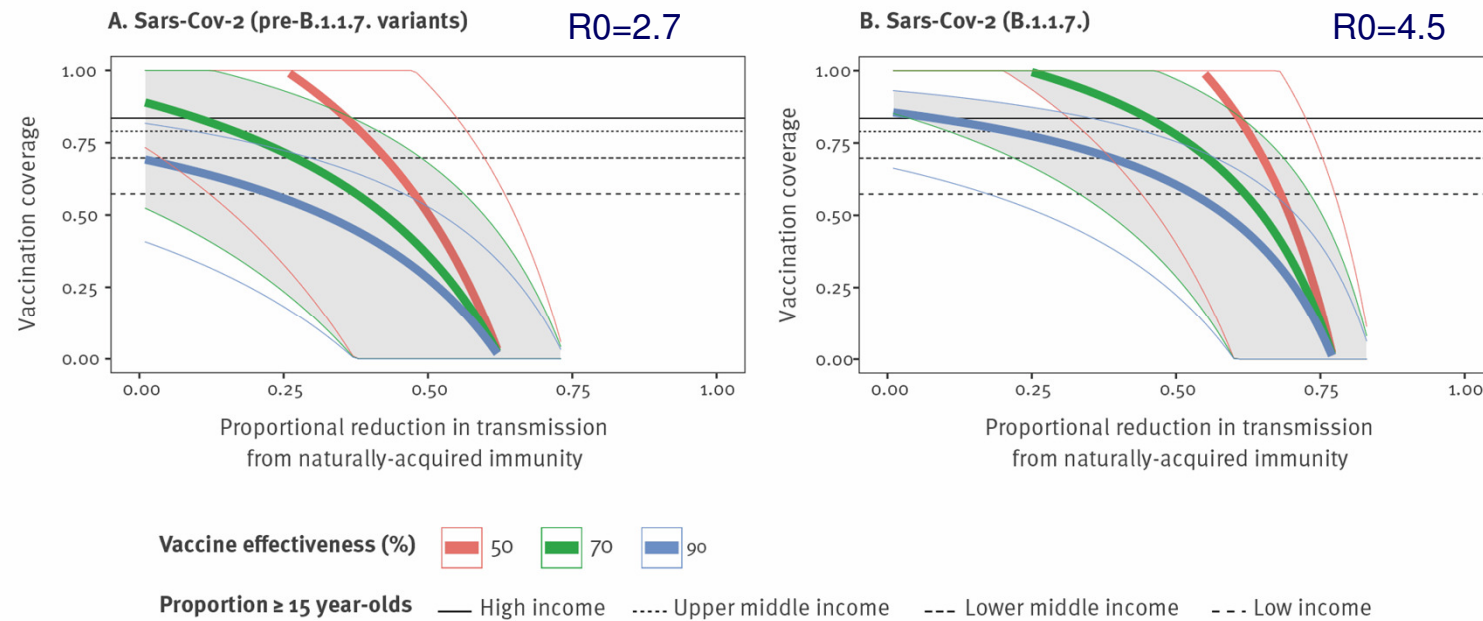 A. Sars-Cov-2 (pre-B.1.1.7. variants)
R0=2.7
Vaccination coverage
1.00
0.75
0.50
0.25
0.00
0.00 0.25 0.50 0.75 1.00
Proportional reduction in transmission
from naturally-acquired immunity
B. Sars-Cov-2 (B.1.1.7.)
R0=4.5
Vaccination coverage
1.00
0.75
0.50
0.25
0.00
0.00 0.25 0.50 0.75 1.00
Proportional reduction in transmission
from naturally-acquired immunity
Vaccine effectiveness (%) 50 70 90
Proportion ≥ 15 year-olds High income Upper middle income Lower middle income Low income